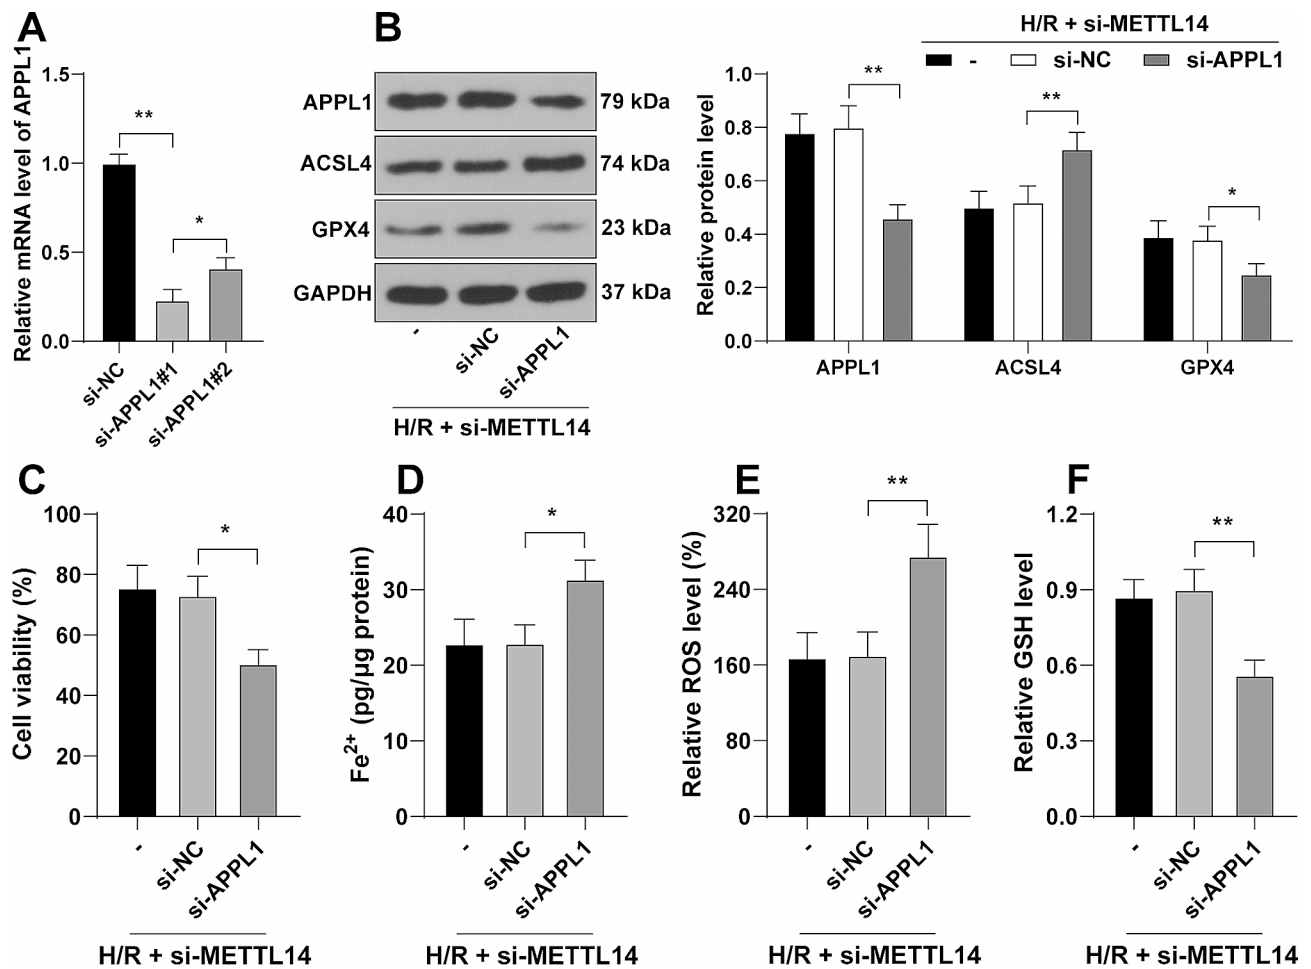 A
Relative mRNA level of APPL1
1.5
1.0
0.5
0.0
**
*
si-NC
si-APPL1#1
si-APPL1#2
B
APPL1
79 kDa
ACSL4
74 kDa
GPX4
23 kDa
GAPDH
37 kDa
-
si-NC
si-APPL1
H/R + si-METTL14
H/R + si-METTL14
-
si-NC
si-APPL1
Relative protein level
1.0
0.8
0.6
0.4
0.2
0.0
**
**
*
APPL1
ACSL4
GPX4
C
Cell viability (%)
100
80
60
40
20
0
*
-
si-NC
si-APPL1
H/R + si-METTL14
D
Fe2+ (pg/μg protein)
40
30
20
10
0
*
-
si-NC
si-APPL1
H/R + si-METTL14
E
Relative ROS level (%)
320
240
160
80
0
**
-
si-NC
si-APPL1
H/R + si-METTL14
F
Relative GSH level
1.2
0.9
0.6
0.3
0.0
**
-
si-NC
si-APPL1
H/R + si-METTL14